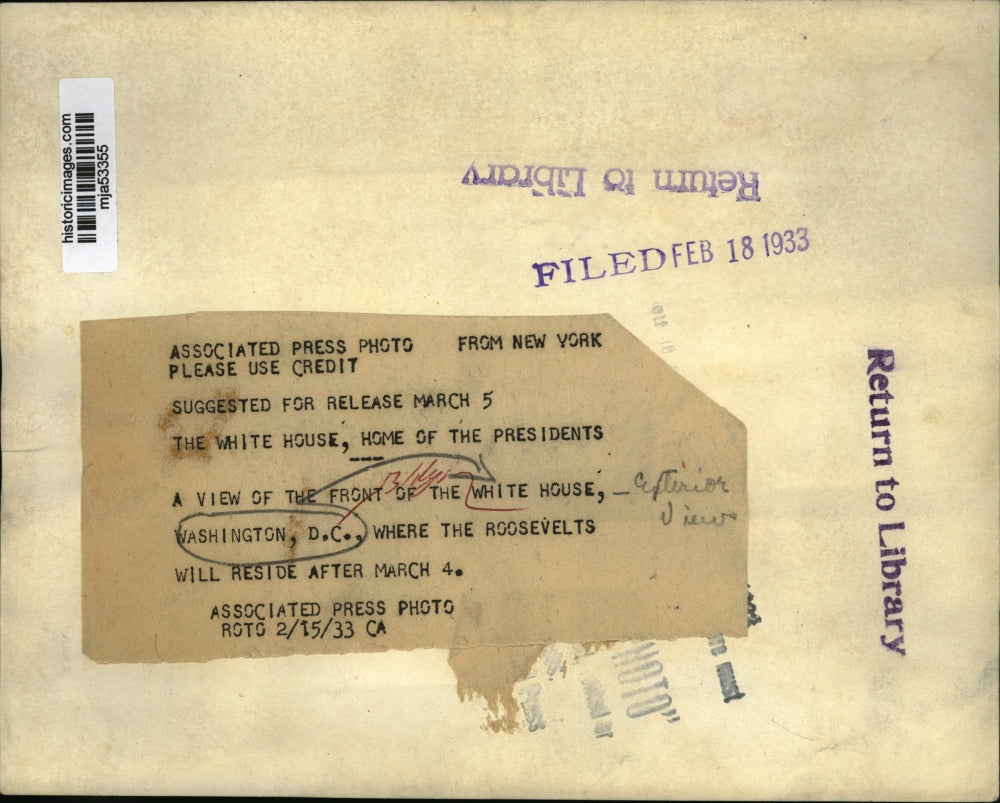 historicimages.com
mja53355
Return to Library
FILED FEB 18 1933
ASSOCIATED PRESS PHOTO FROM NEW YORK
PLEASE USE CREDIT
SUGGESTED FOR RELEASE MARCH 5
THE WHITE HOUSE, HOME OF THE PRESIDENTS
A VIEW OF THE FRONT OF THE WHITE HOUSE, – Exterior
View
WASHINGTON, D.C., WHERE THE ROOSEVELTS
WILL RESIDE AFTER MARCH 4.
ASSOCIATED PRESS PHOTO
ROTO 2/15/33 CA
Return to Library